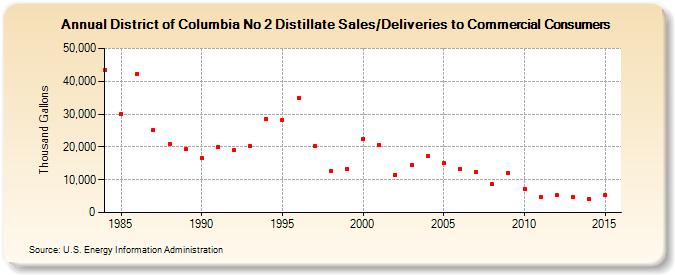 Annual District of Columbia No 2 Distillate Sales/Deliveries to Commercial Consumers
Thousand Gallons
50,000
40,000
30,000
20,000
10,000
0
1985 1990 1995 2000 2005 2010 2015
Source: U.S. Energy Information Administration